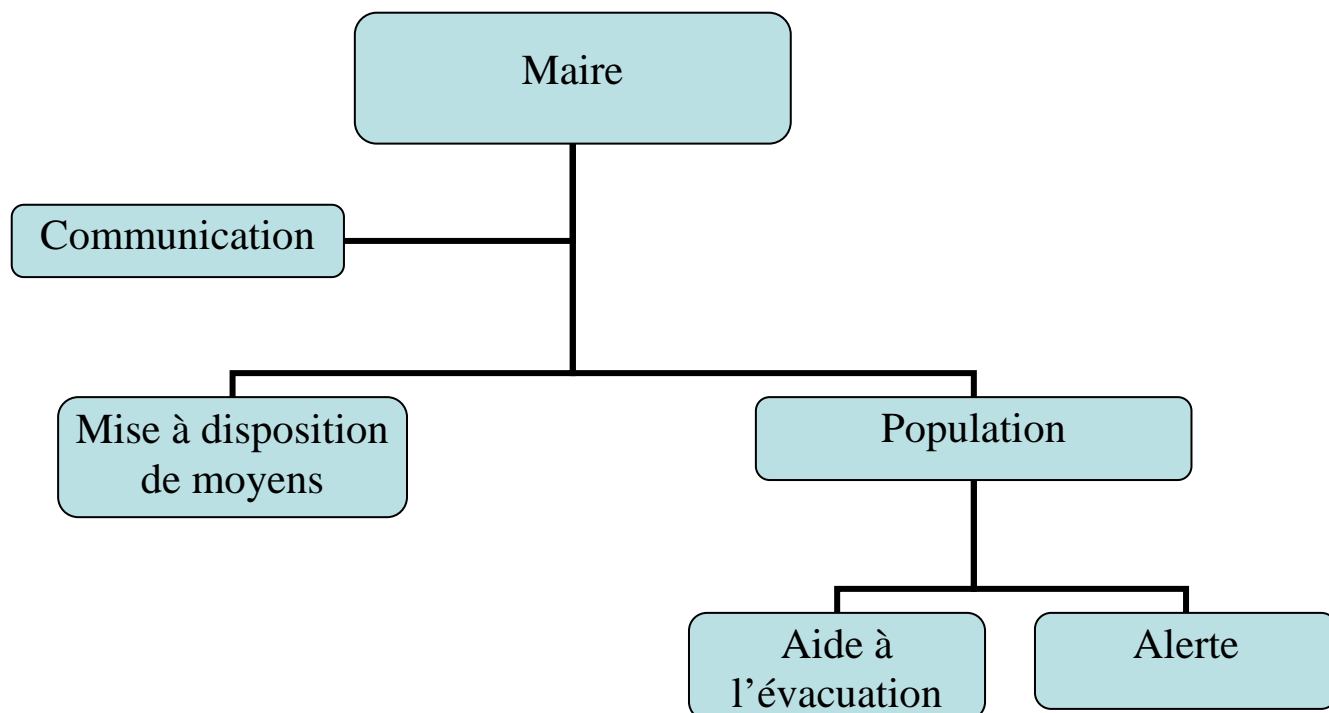 Maire
Communication
Mise à disposition
de moyens
Population
Aide à
l’évacuation
Alerte